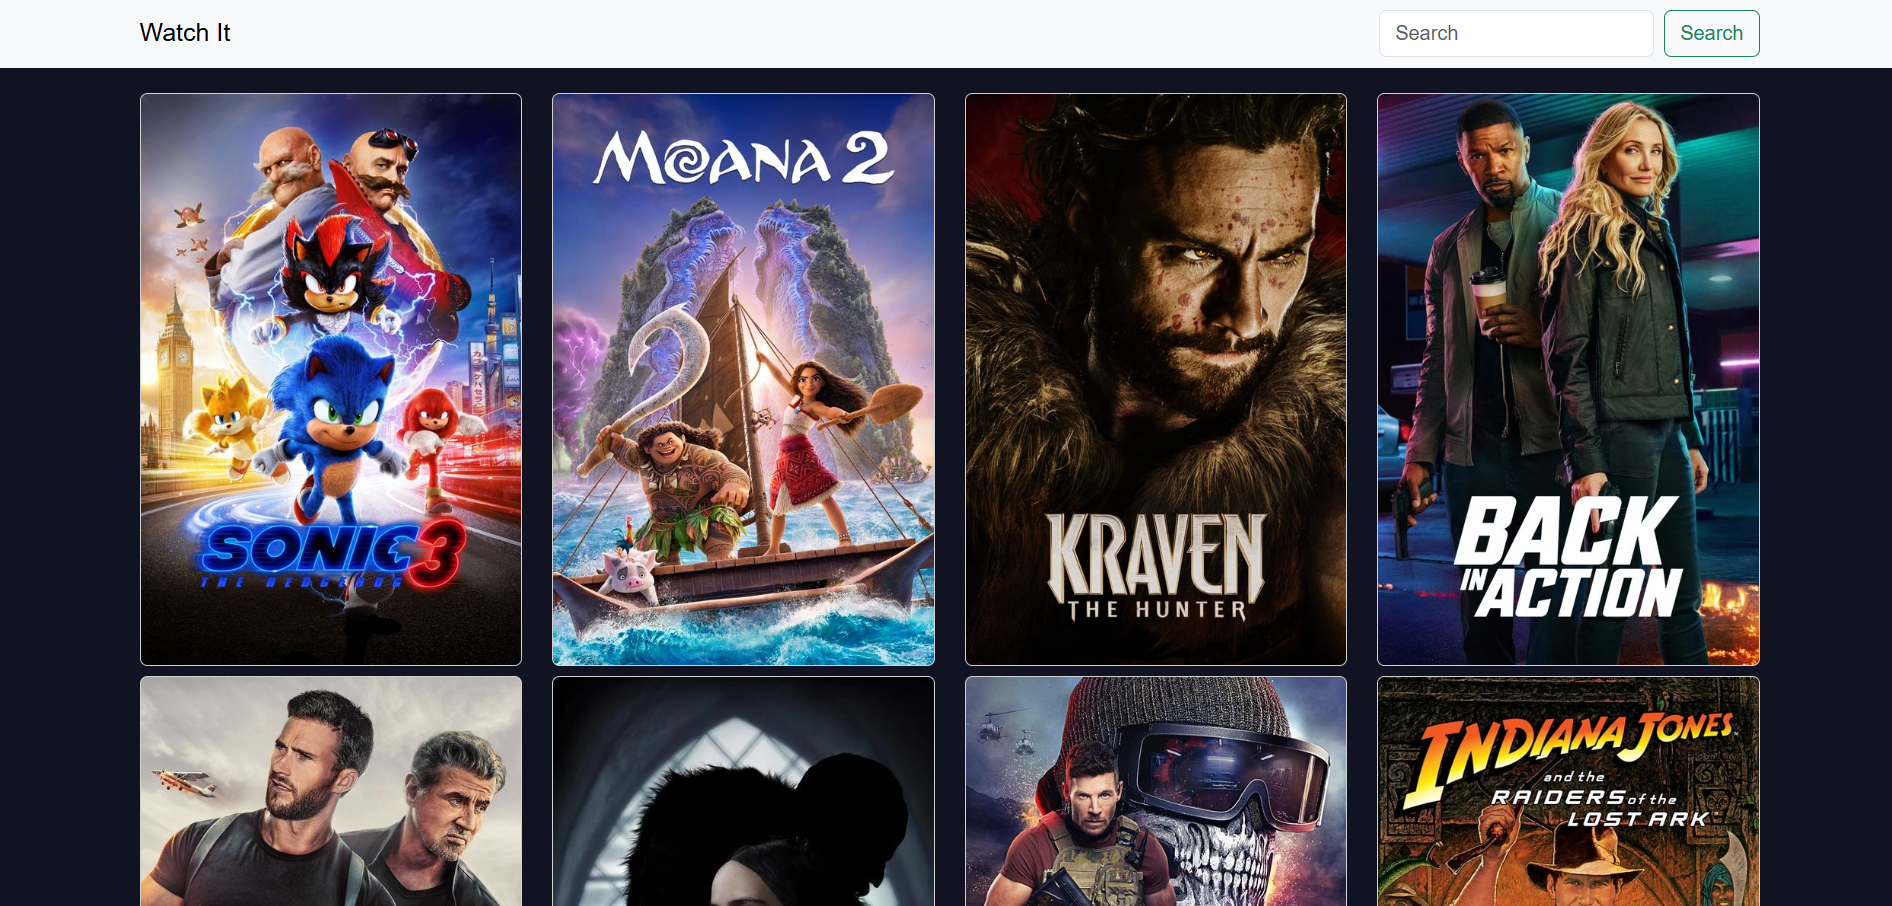 Watch It
Search
Search
SONIC 3
THE HEDGEHOG
MOANA 2
KRAVEN
THE HUNTER
BACK
IN ACTION
INDIANA JONES
and the
RAIDERS of the
LOST ARK